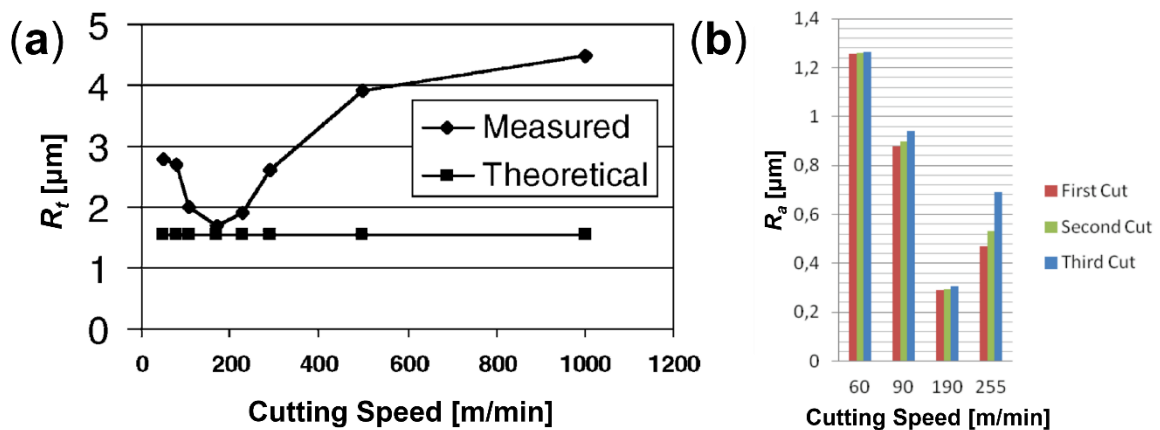 (a)
5
4
3
2
1
0
Rt [µm]
Measured
Theoretical
0 200 400 600 800 1000 1200
Cutting Speed [m/min]
(b)
1,4
1,2
1
0,8
0,6
0,4
0,2
0
Ra [µm]
60 90 190 255
Cutting Speed [m/min]
First Cut
Second Cut
Third Cut